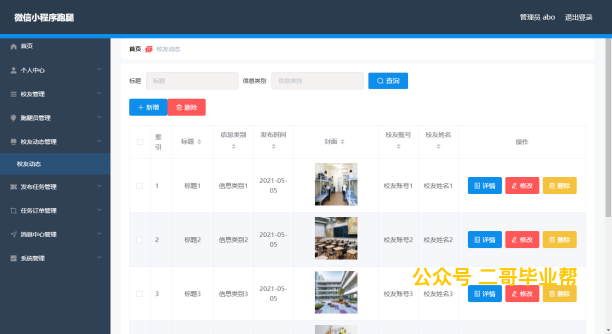 微信小程序跑腿
管理员 abo 退出登录
首页
个人中心
校友管理
跑腿员管理
校友动态管理
校友动态
发布任务管理
任务订单管理
消息中心管理
系统管理
首页 校友动态
标题 标题 信息类别 信息类别 查询
新增 删除
索引 标题 信息类别 发布时间 封面 校友账号 校友姓名 操作
1 标题1 信息类别1 2021-05-05 校友账号1 校友姓名1 详情 修改 删除
2 标题2 信息类别2 2021-05-05 校友账号2 校友姓名2 详情 修改 删除
公众号 二哥毕业帮
3 标题3 信息类别3 2021-05-05 校友账号3 校友姓名3 详情 修改 删除